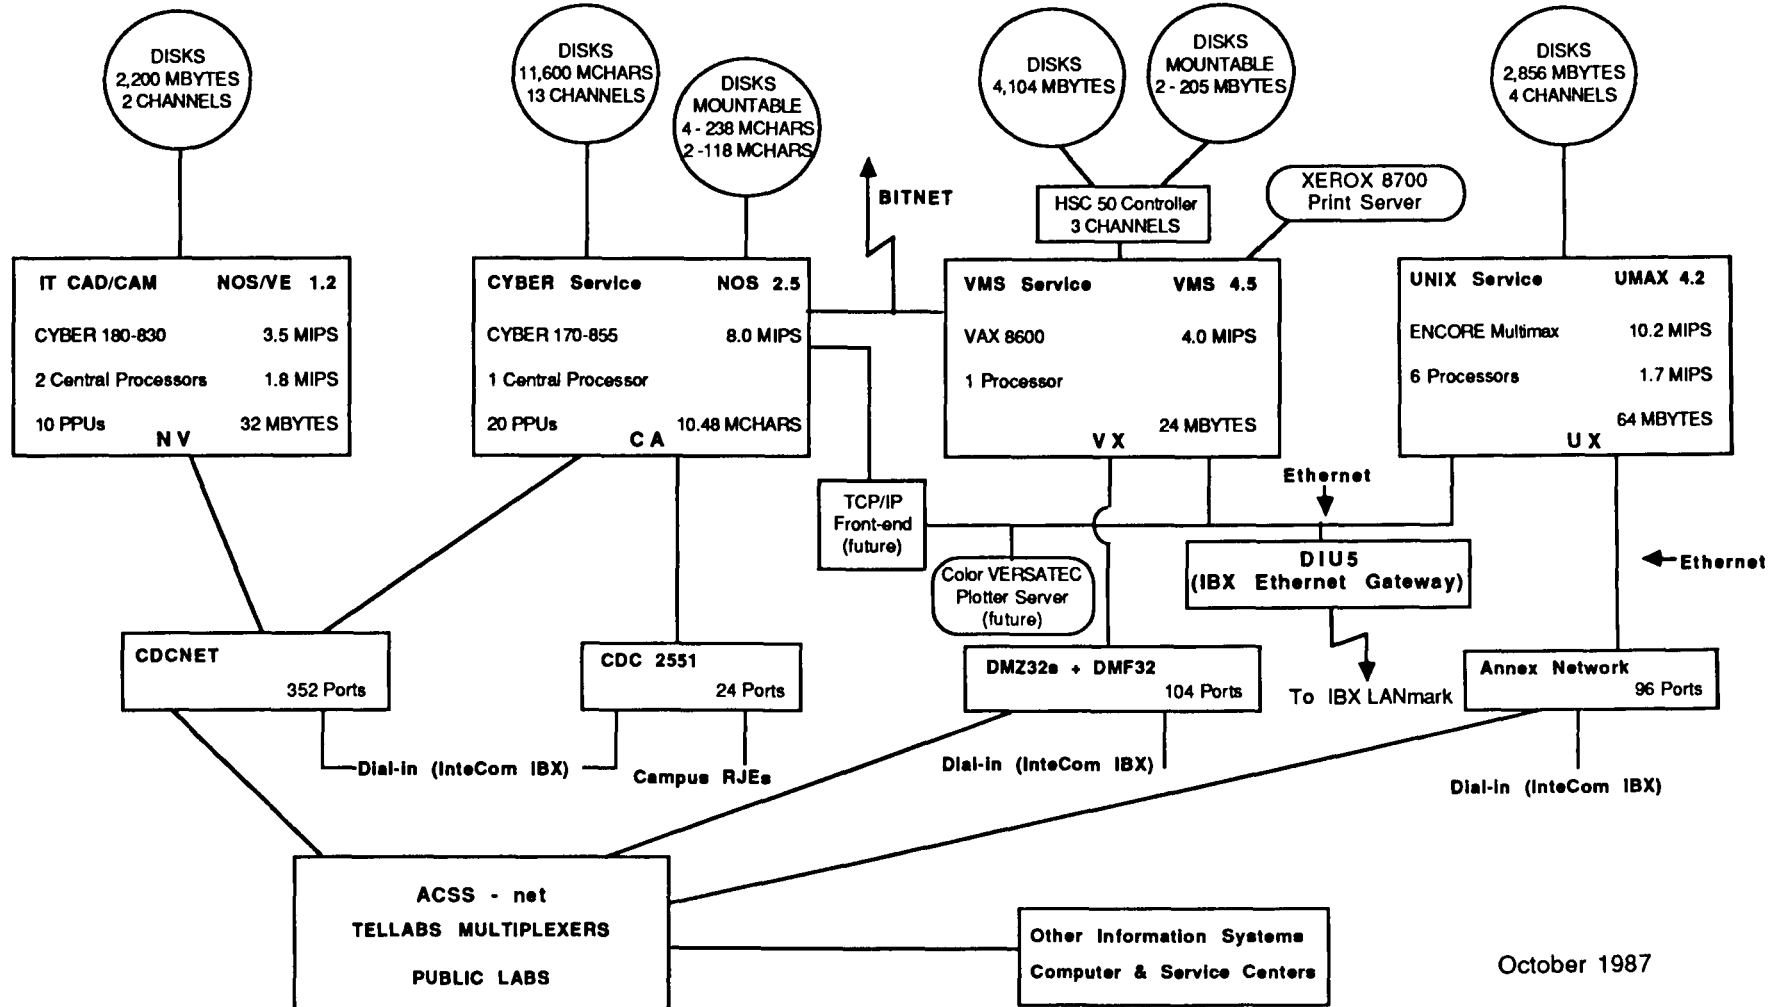 DISKS
2,200 MBYTES
2 CHANNELS
DISKS
11,600 MCHARS
13 CHANNELS
DISKS
MOUNTABLE
4 - 238 MCHARS
2 -118 MCHARS
DISKS
4,104 MBYTES
DISKS
MOUNTABLE
2 - 205 MBYTES
DISKS
2,856 MBYTES
4 CHANNELS
BITNET
HSC 50 Controller
3 CHANNELS
XEROX 8700
Print Server
IT CAD/CAM NOS/VE 1.2
CYBER 180-830 3.5 MIPS
2 Central Processors 1.8 MIPS
10 PPUs 32 MBYTES
NV
CYBER Service NOS 2.5
CYBER 170-855 8.0 MIPS
1 Central Processor
20 PPUs 10.48 MCHARS
CA
VMS Service VMS 4.5
VAX 8600 4.0 MIPS
1 Processor
24 MBYTES
VX
UNIX Service UMAX 4.2
ENCORE Multimax 10.2 MIPS
6 Processors 1.7 MIPS
64 MBYTES
UX
Ethernet
TCP/IP
Front-end
(future)
Color VERSATEC
Plotter Server
(future)
DIU5
(IBX Ethernet Gateway)
Ethernet
CDCNET
352 Ports
CDC 2551
24 Ports
DMZ32s + DMF32
104 Ports
To IBX LANmark
Annex Network
96 Ports
Dial-in (InteCom IBX)
Campus RJEs
Dial-in (InteCom IBX)
Dial-in (InteCom IBX)
ACSS - net
TELLABS MULTIPLEXERS
PUBLIC LABS
Other Information Systems
Computer & Service Centers
October 1987